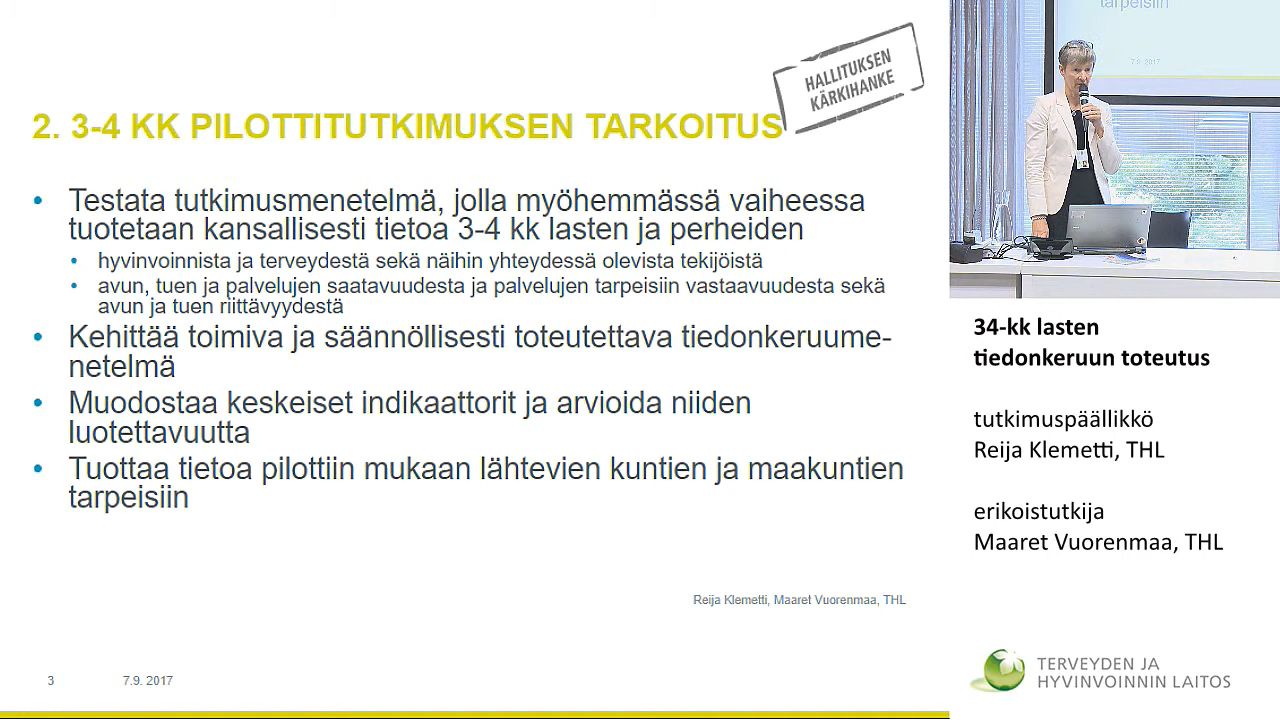 HALLITUKSEN
KÄRKIHANKE
2. 3-4 KK PILOTTITUTKIMUKSEN TARKOITUS
• Testata tutkimusmenetelmä, jolla myöhemmässä vaiheessa
tuotetaan kansallisesti tietoa 3-4 kk lasten ja perheiden
• hyvinvoinnista ja terveydestä sekä näihin yhteydessä olevista tekijöistä
• avun, tuen ja palvelujen saatavuudesta ja palvelujen tarpeisiin vastaavuudesta sekä
avun ja tuen riittävyydestä
• Kehittää toimiva ja säännöllisesti toteutettava tiedonkeruume-
netelmä
• Muodostaa keskeiset indikaattorit ja arvioida niiden
luotettavuutta
• Tuottaa tietoa pilottiin mukaan lähtevien kuntien ja maakuntien
tarpeisiin
Reija Klemetti, Maaret Vuorenmaa, THL
3 7.9. 2017
tarpeisiin
7.9. 2017
34-kk lasten
tiedonkeruun toteutus
tutkimuspäällikkö
Reija Klemetti, THL
erikoistutkija
Maaret Vuorenmaa, THL
TERVEYDEN JA
HYVINVOINNIN LAITOS